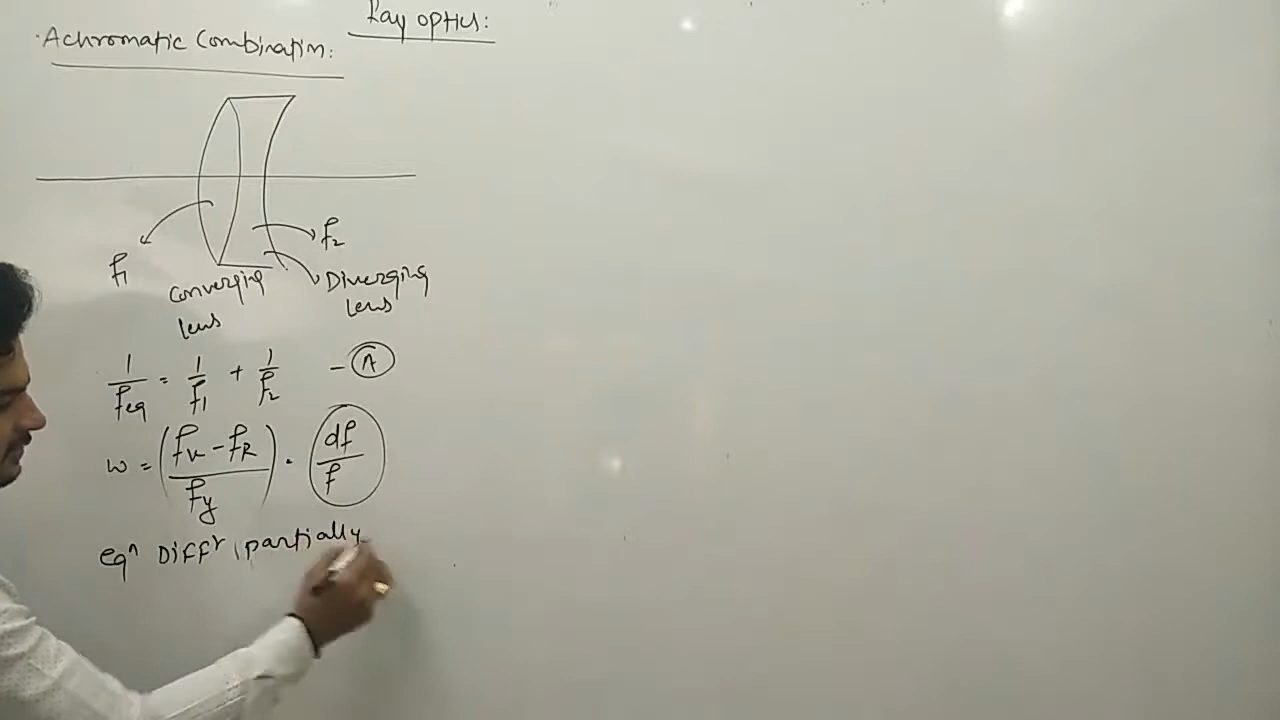 Ray optics:
Achromatic Combination:
f₁
f₂
Converging
lens
Diverging
lens
1/feq = 1/f₁ + 1/f₂ - (A)
w = ((fv - fR)/fy) · (df/f)
eqⁿ Diffʳ partially